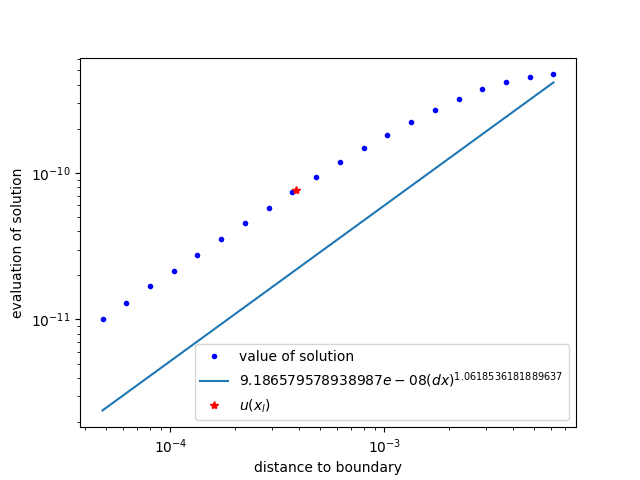 10^{-10}
10^{-11}
evaluation of solution
value of solution
9.186579578938987e − 08(dx)^{1.0618536181889637}
u(x_l)
10^{-4} 10^{-3}
distance to boundary